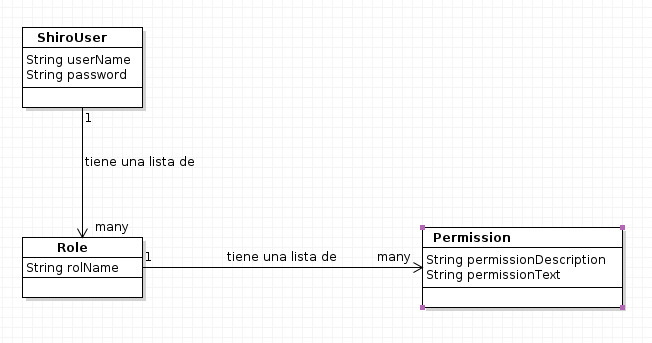 ShiroUser
String userName
String password
1
tiene una lista de
many
Role
String rolName
1
tiene una lista de
many
Permission
String permissionDescription
String permissionText